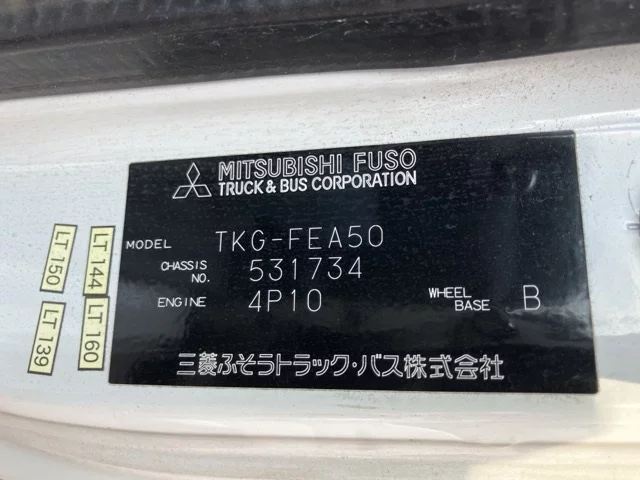 MITSUBISHI FUSO
TRUCK & BUS CORPORATION
MODEL TKG-FEA50
CHASSIS NO. 531734
ENGINE 4P10 WHEEL BASE B
三菱ふそうトラック・バス株式会社
LT 150
LT 144
LT 139
LT 160